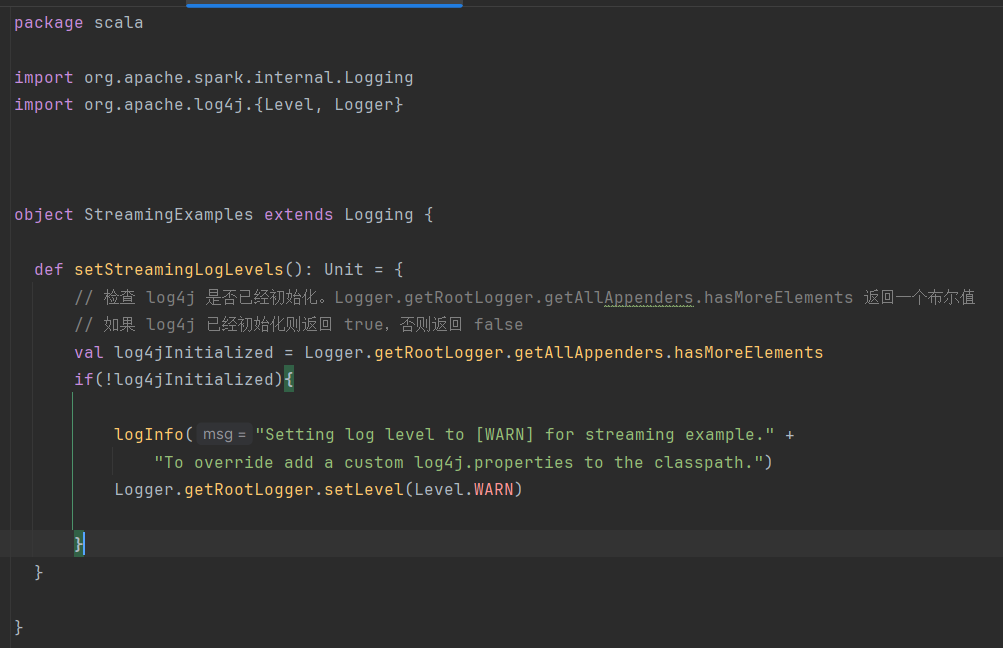 package scala
import org.apache.spark.internal.Logging
import org.apache.log4j.{Level, Logger}
object StreamingExamples extends Logging {
def setStreamingLogLevels(): Unit = {
// 检查 log4j 是否已经初始化。Logger.getRootLogger.getAllAppenders.hasMoreElements 返回一个布尔值
// 如果 log4j 已经初始化则返回 true，否则返回 false
val log4jInitialized = Logger.getRootLogger.getAllAppenders.hasMoreElements
if(!log4jInitialized){
logInfo( msg = "Setting log level to [WARN] for streaming example." +
"To override add a custom log4j.properties to the classpath.")
Logger.getRootLogger.setLevel(Level.WARN)
}
}
}